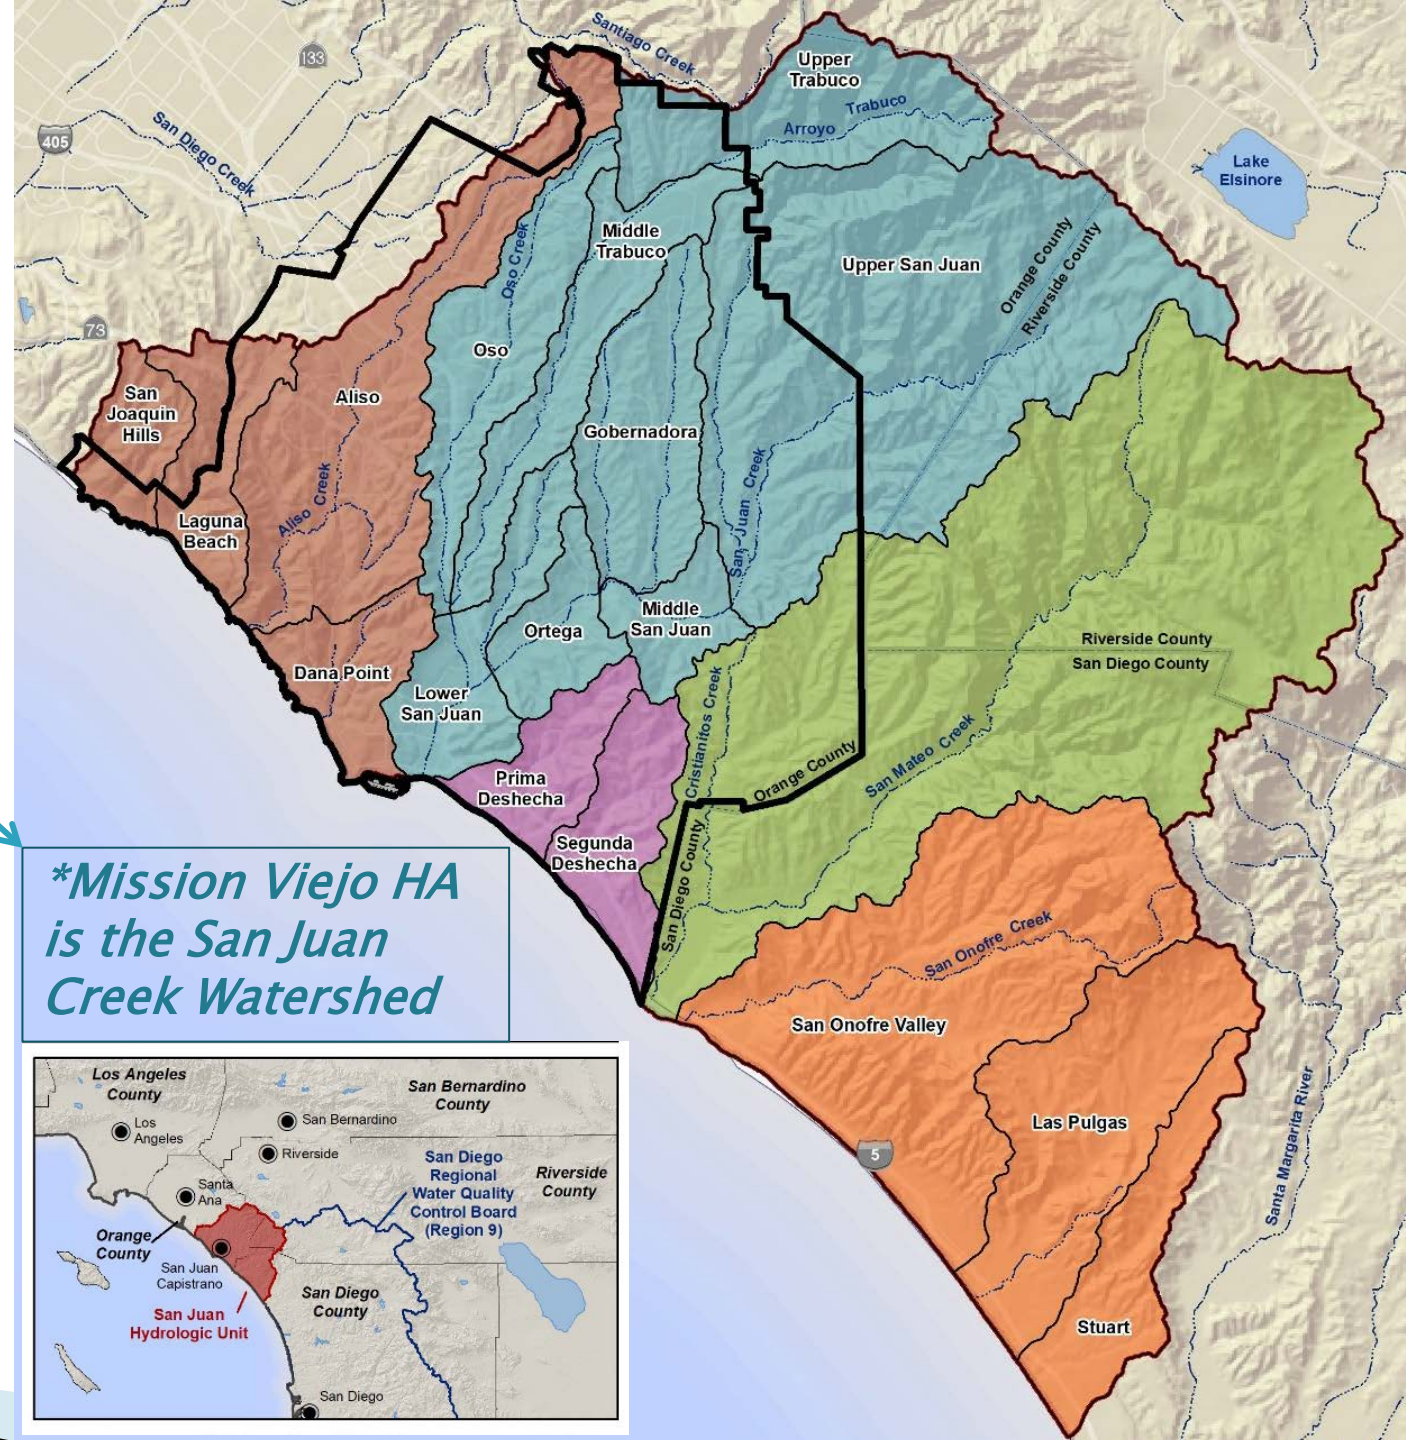 Santiago Creek
133
Upper
Trabuco
Trabuco
Arroyo
405
San Diego Creek
Lake
Elsinore
Middle
Trabuco
Oso Creek
Upper San Juan
Orange County
Riverside County
73
Oso
San
Joaquin
Hills
Aliso
Gobernadora
Aliso Creek
San Juan Creek
Laguna
Beach
Middle
San Juan
Ortega
Riverside County
San Diego County
Dana Point
Lower
San Juan
Cristianitos Creek
San Mateo Creek
Orange County
Prima
Deshecha
Segunda
Deshecha
San Diego County
*Mission Viejo HA
is the San Juan
Creek Watershed
San Onofre Creek
San Onofre Valley
Las Pulgas
5
Santa Margarita River
Stuart
Los Angeles
County
San Bernardino
County
Los
Angeles
San Bernardino
Riverside
San Diego
Regional
Water Quality
Control Board
(Region 9)
Riverside
County
Santa
Ana
Orange
County
San Juan
Capistrano
San Diego
County
San Juan
Hydrologic Unit
San Diego